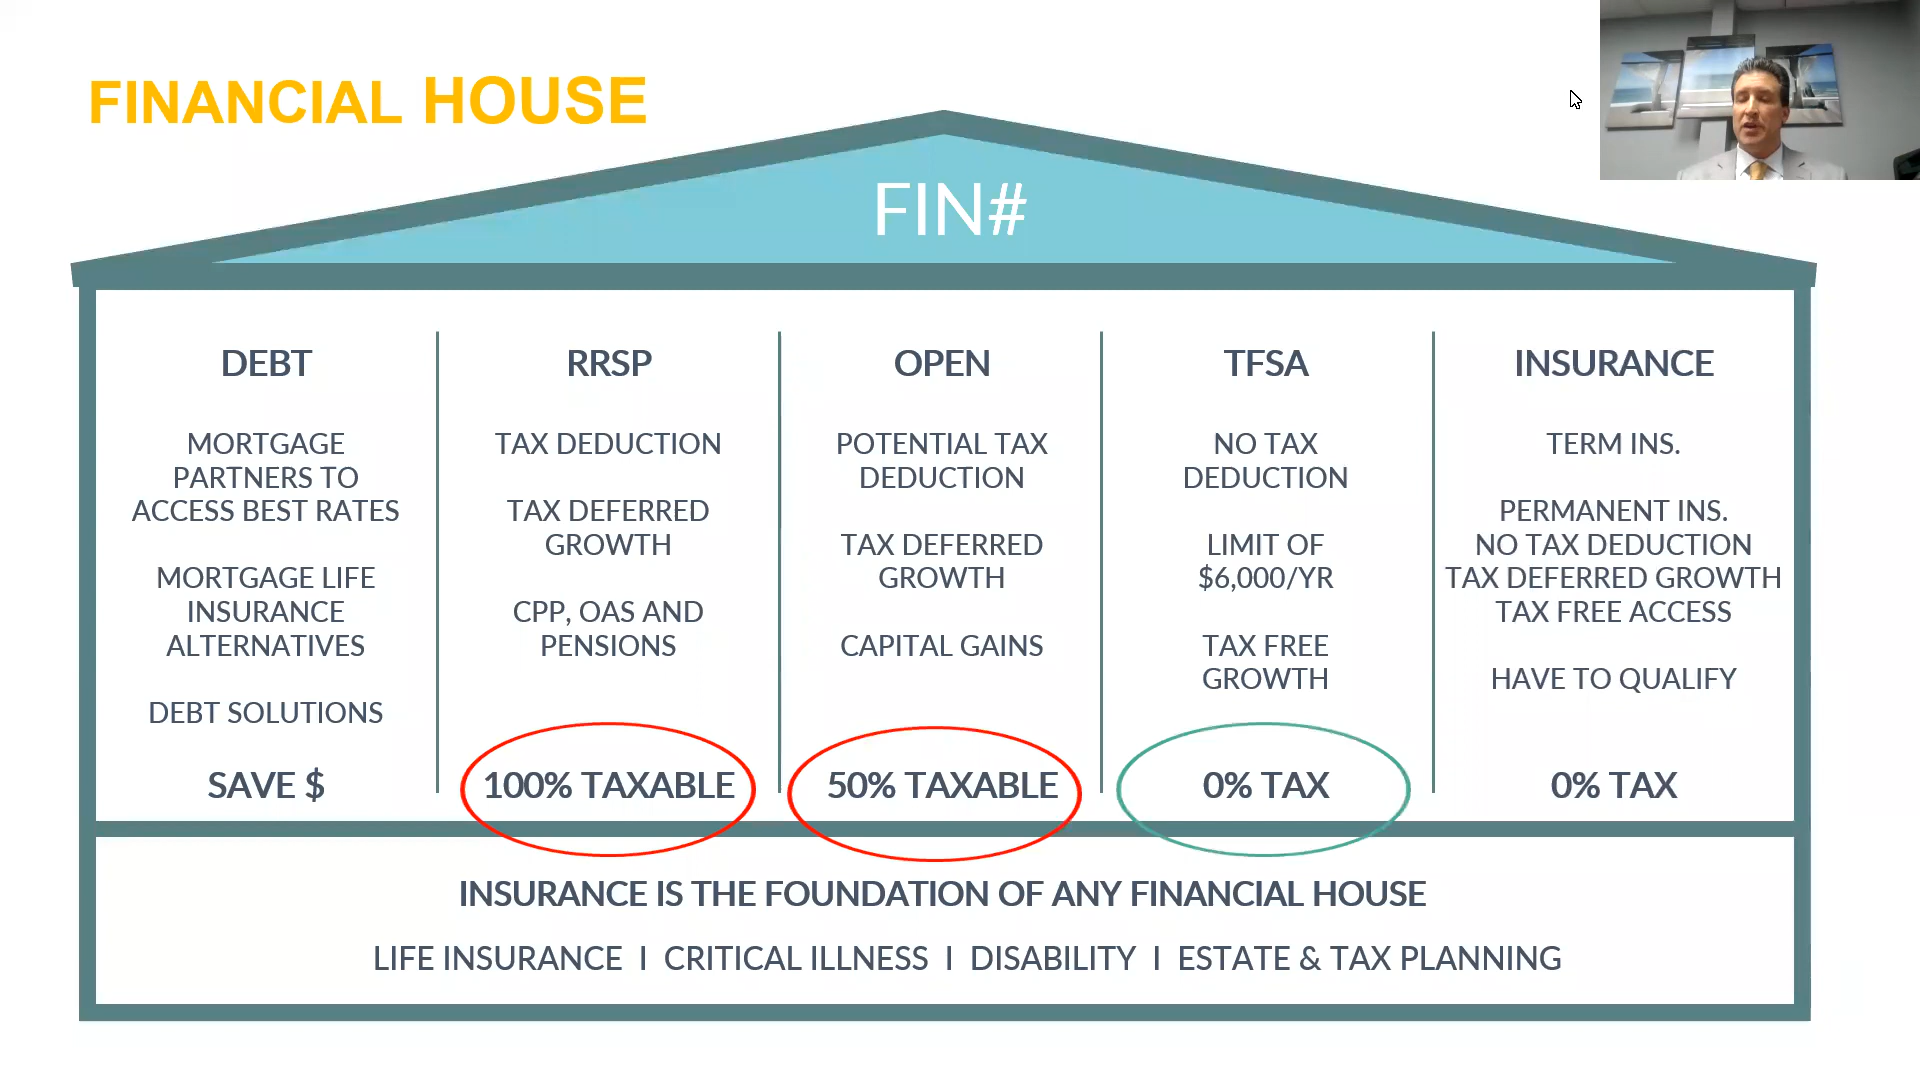 FINANCIAL HOUSE
FIN#
DEBT
MORTGAGE
PARTNERS TO
ACCESS BEST RATES
MORTGAGE LIFE
INSURANCE
ALTERNATIVES
DEBT SOLUTIONS
SAVE $
RRSP
TAX DEDUCTION
TAX DEFERRED
GROWTH
CPP, OAS AND
PENSIONS
100% TAXABLE
OPEN
POTENTIAL TAX
DEDUCTION
TAX DEFERRED
GROWTH
CAPITAL GAINS
50% TAXABLE
TFSA
NO TAX
DEDUCTION
LIMIT OF
$6,000/YR
TAX FREE
GROWTH
0% TAX
INSURANCE
TERM INS.
PERMANENT INS.
NO TAX DEDUCTION
TAX DEFERRED GROWTH
TAX FREE ACCESS
HAVE TO QUALIFY
0% TAX
INSURANCE IS THE FOUNDATION OF ANY FINANCIAL HOUSE
LIFE INSURANCE I CRITICAL ILLNESS I DISABILITY I ESTATE & TAX PLANNING